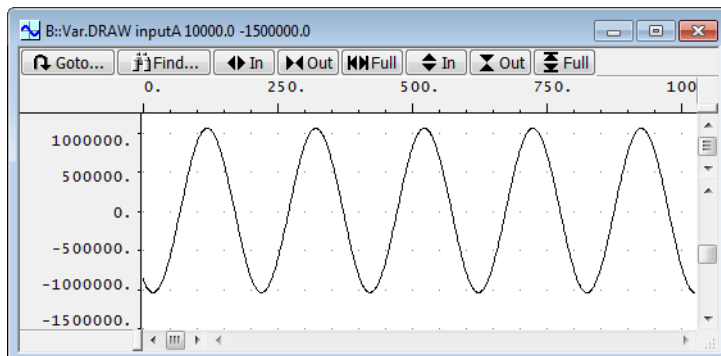 B::Var.DRAW inputA 10000.0 -1500000.0
Goto... Find... In Out Full In Out Full
0. 250. 500. 750. 100
1000000.
500000.
0.
-500000.
-1000000.
-1500000.